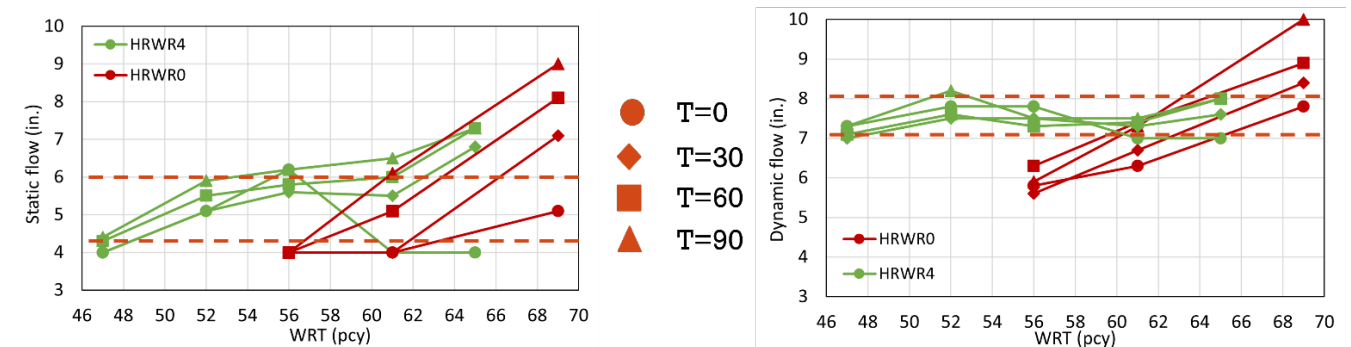 Static flow (in.)
10
9
8
7
6
5
4
3
HRWR4
HRWR0
46 48 50 52 54 56 58 60 62 64 66 68 70
WRT (pcy)
T=0
T=30
T=60
T=90
Dynamic flow (in.)
10
9
8
7
6
5
4
3
HRWR0
HRWR4
46 48 50 52 54 56 58 60 62 64 66 68 70
WRT (pcy)